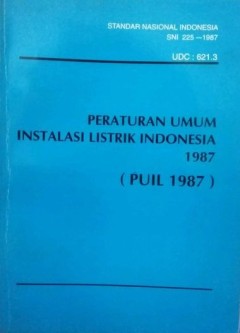 STANDAR NASIONAL INDONESIA
SNI 225 —1987
UDC : 621.3
PERATURAN UMUM
INSTALASI LISTRIK INDONESIA
1987
( PUIL 1987 )